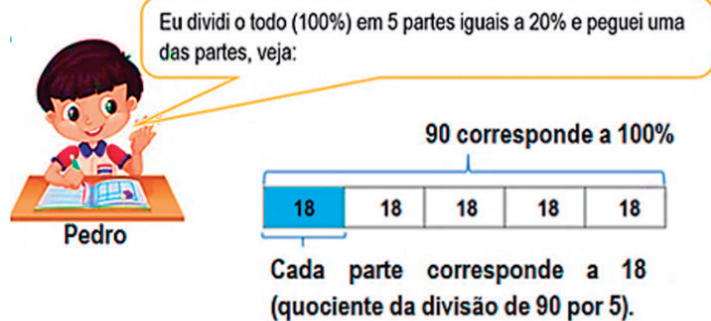 Eu dividi o todo (100%) em 5 partes iguais a 20% e peguei uma
das partes, veja:
90 corresponde a 100%
18 18 18 18 18
Pedro
Cada parte corresponde a 18
(quociente da divisão de 90 por 5).